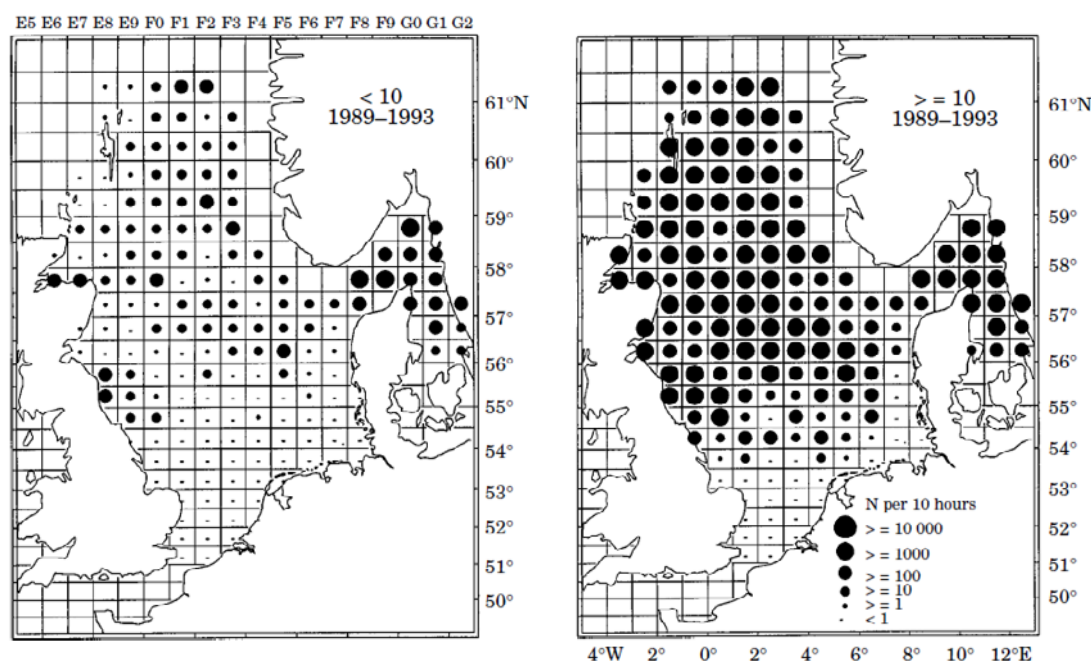 E5 E6 E7 E8 E9 F0 F1 F2 F3 F4 F5 F6 F7 F8 F9 G0 G1 G2
< 10
1989–1993
61°N
60°
59°
58°
57°
56°
55°
54°
53°
52°
51°
50°
> = 10
1989–1993
61°N
60°
59°
58°
57°
56°
55°
54°
53°
52°
51°
50°
N per 10 hours
> = 10 000
> = 1000
> = 100
> = 10
> = 1
< 1
4°W 2° 0° 2° 4° 6° 8° 10° 12°E